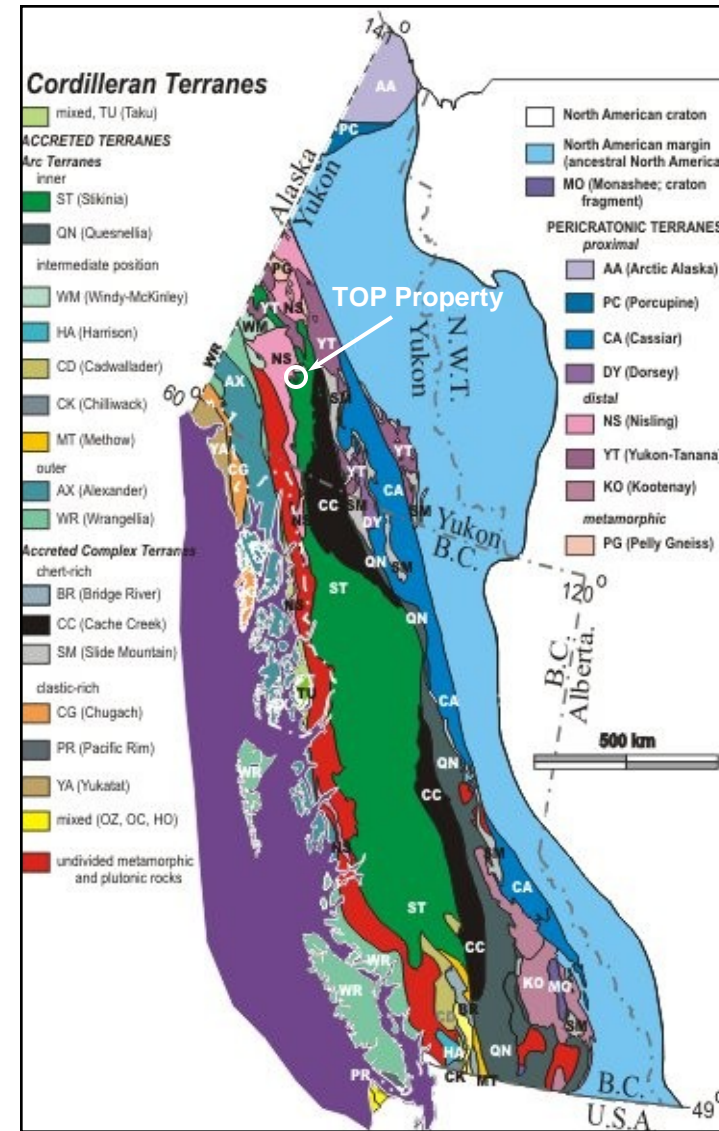 Cordilleran Terranes
mixed, TU (Taku)
ACCRETED TERRANES
Arc Terranes
inner
ST (Stikinia)
QN (Quesnellia)
intermediate position
WM (Windy-McKinley)
HA (Harrison)
CD (Cadwallader)
CK (Chilliwack)
MT (Methow)
outer
AX (Alexander)
WR (Wrangellia)
Accreted Complex Terranes
chert-rich
BR (Bridge River)
CC (Cache Creek)
SM (Slide Mountain)
clastic-rich
CG (Chugach)
PR (Pacific Rim)
YA (Yukatat)
mixed (OZ, OC, HO)
undivided metamorphic
and plutonic rocks
North American craton
North American margin
(ancestral North America
MO (Monashee; craton
fragment)
PERICRATONIC TERRANES
proximal
AA (Arctic Alaska)
PC (Porcupine)
CA (Cassiar)
DY (Dorsey)
distal
NS (Nisling)
YT (Yukon-Tanana)
KO (Kootenay)
metamorphic
PG (Pelly Gneiss)
141 o
AA
PC
Alaska
Yukon
PG
YT
NS
WM
TOP Property
YT
NS
WR
AX
60 o
YA
CG
SM
Yukon
N.W.T.
YT
YT
CC
SM
CA
DY
SM
Yukon
B.C.
NS
QN
SM
ST
120 o
NS
QN
B.C.
Alberta.
TU
CA
500 km
WR
QN
CC
NS
SM
CA
ST
CC
WR
WR
KO
MO
BR
CD
SM
HA
QN
PR
CK
MT
B.C.
U.S.A
49 o